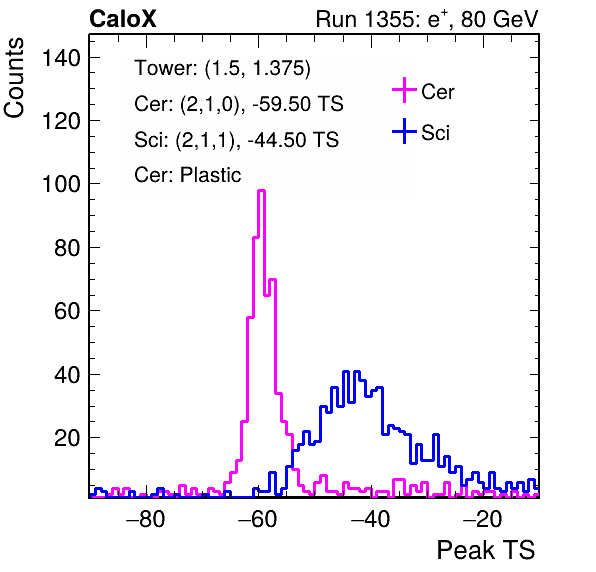 CaloX Run 1355: e⁺, 80 GeV
Counts
140
120
100
80
60
40
20
Tower: (1.5, 1.375)
Cer: (2,1,0), -59.50 TS
Sci: (2,1,1), -44.50 TS
Cer: Plastic
Cer
Sci
−80 −60 −40 −20
Peak TS